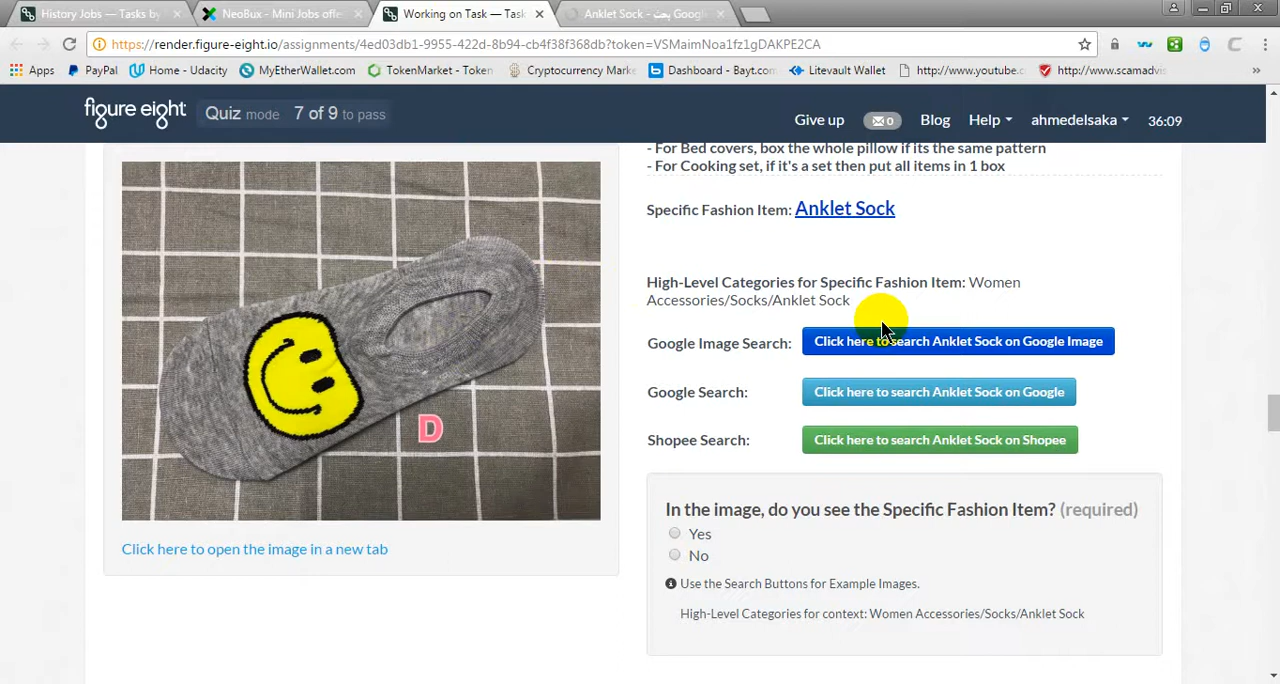 History Jobs — Tasks by
NeoBux - Mini Jobs offe
Working on Task — Task
Anklet Sock - بحث Google
https://render.figure-eight.io/assignments/4ed03db1-9955-4228-8b94-cb4f38f368db?token=VSMaimNoa1fz1gDAKPE2CA
Apps
PayPal
Home - Udacity
MyEtherWallet.com
TokenMarket - Token
Cryptocurrency Marke
Dashboard - Bayt.com
Litevault Wallet
http://www.youtube.c
http://www.scamadvis
»
figure eight
Quiz mode 7 of 9 to pass
Give up
0
Blog
Help
ahmedelsaka
36:09
- For Bed covers, box the whole pillow if its the same pattern
- For Cooking set, if it's a set then put all items in 1 box
Specific Fashion Item: Anklet Sock
High-Level Categories for Specific Fashion Item: Women
Accessories/Socks/Anklet Sock
Google Image Search: Click here to search Anklet Sock on Google Image
Google Search: Click here to search Anklet Sock on Google
Shopee Search: Click here to search Anklet Sock on Shopee
D
Click here to open the image in a new tab
In the image, do you see the Specific Fashion Item? (required)
Yes
No
Use the Search Buttons for Example Images.
High-Level Categories for context: Women Accessories/Socks/Anklet Sock